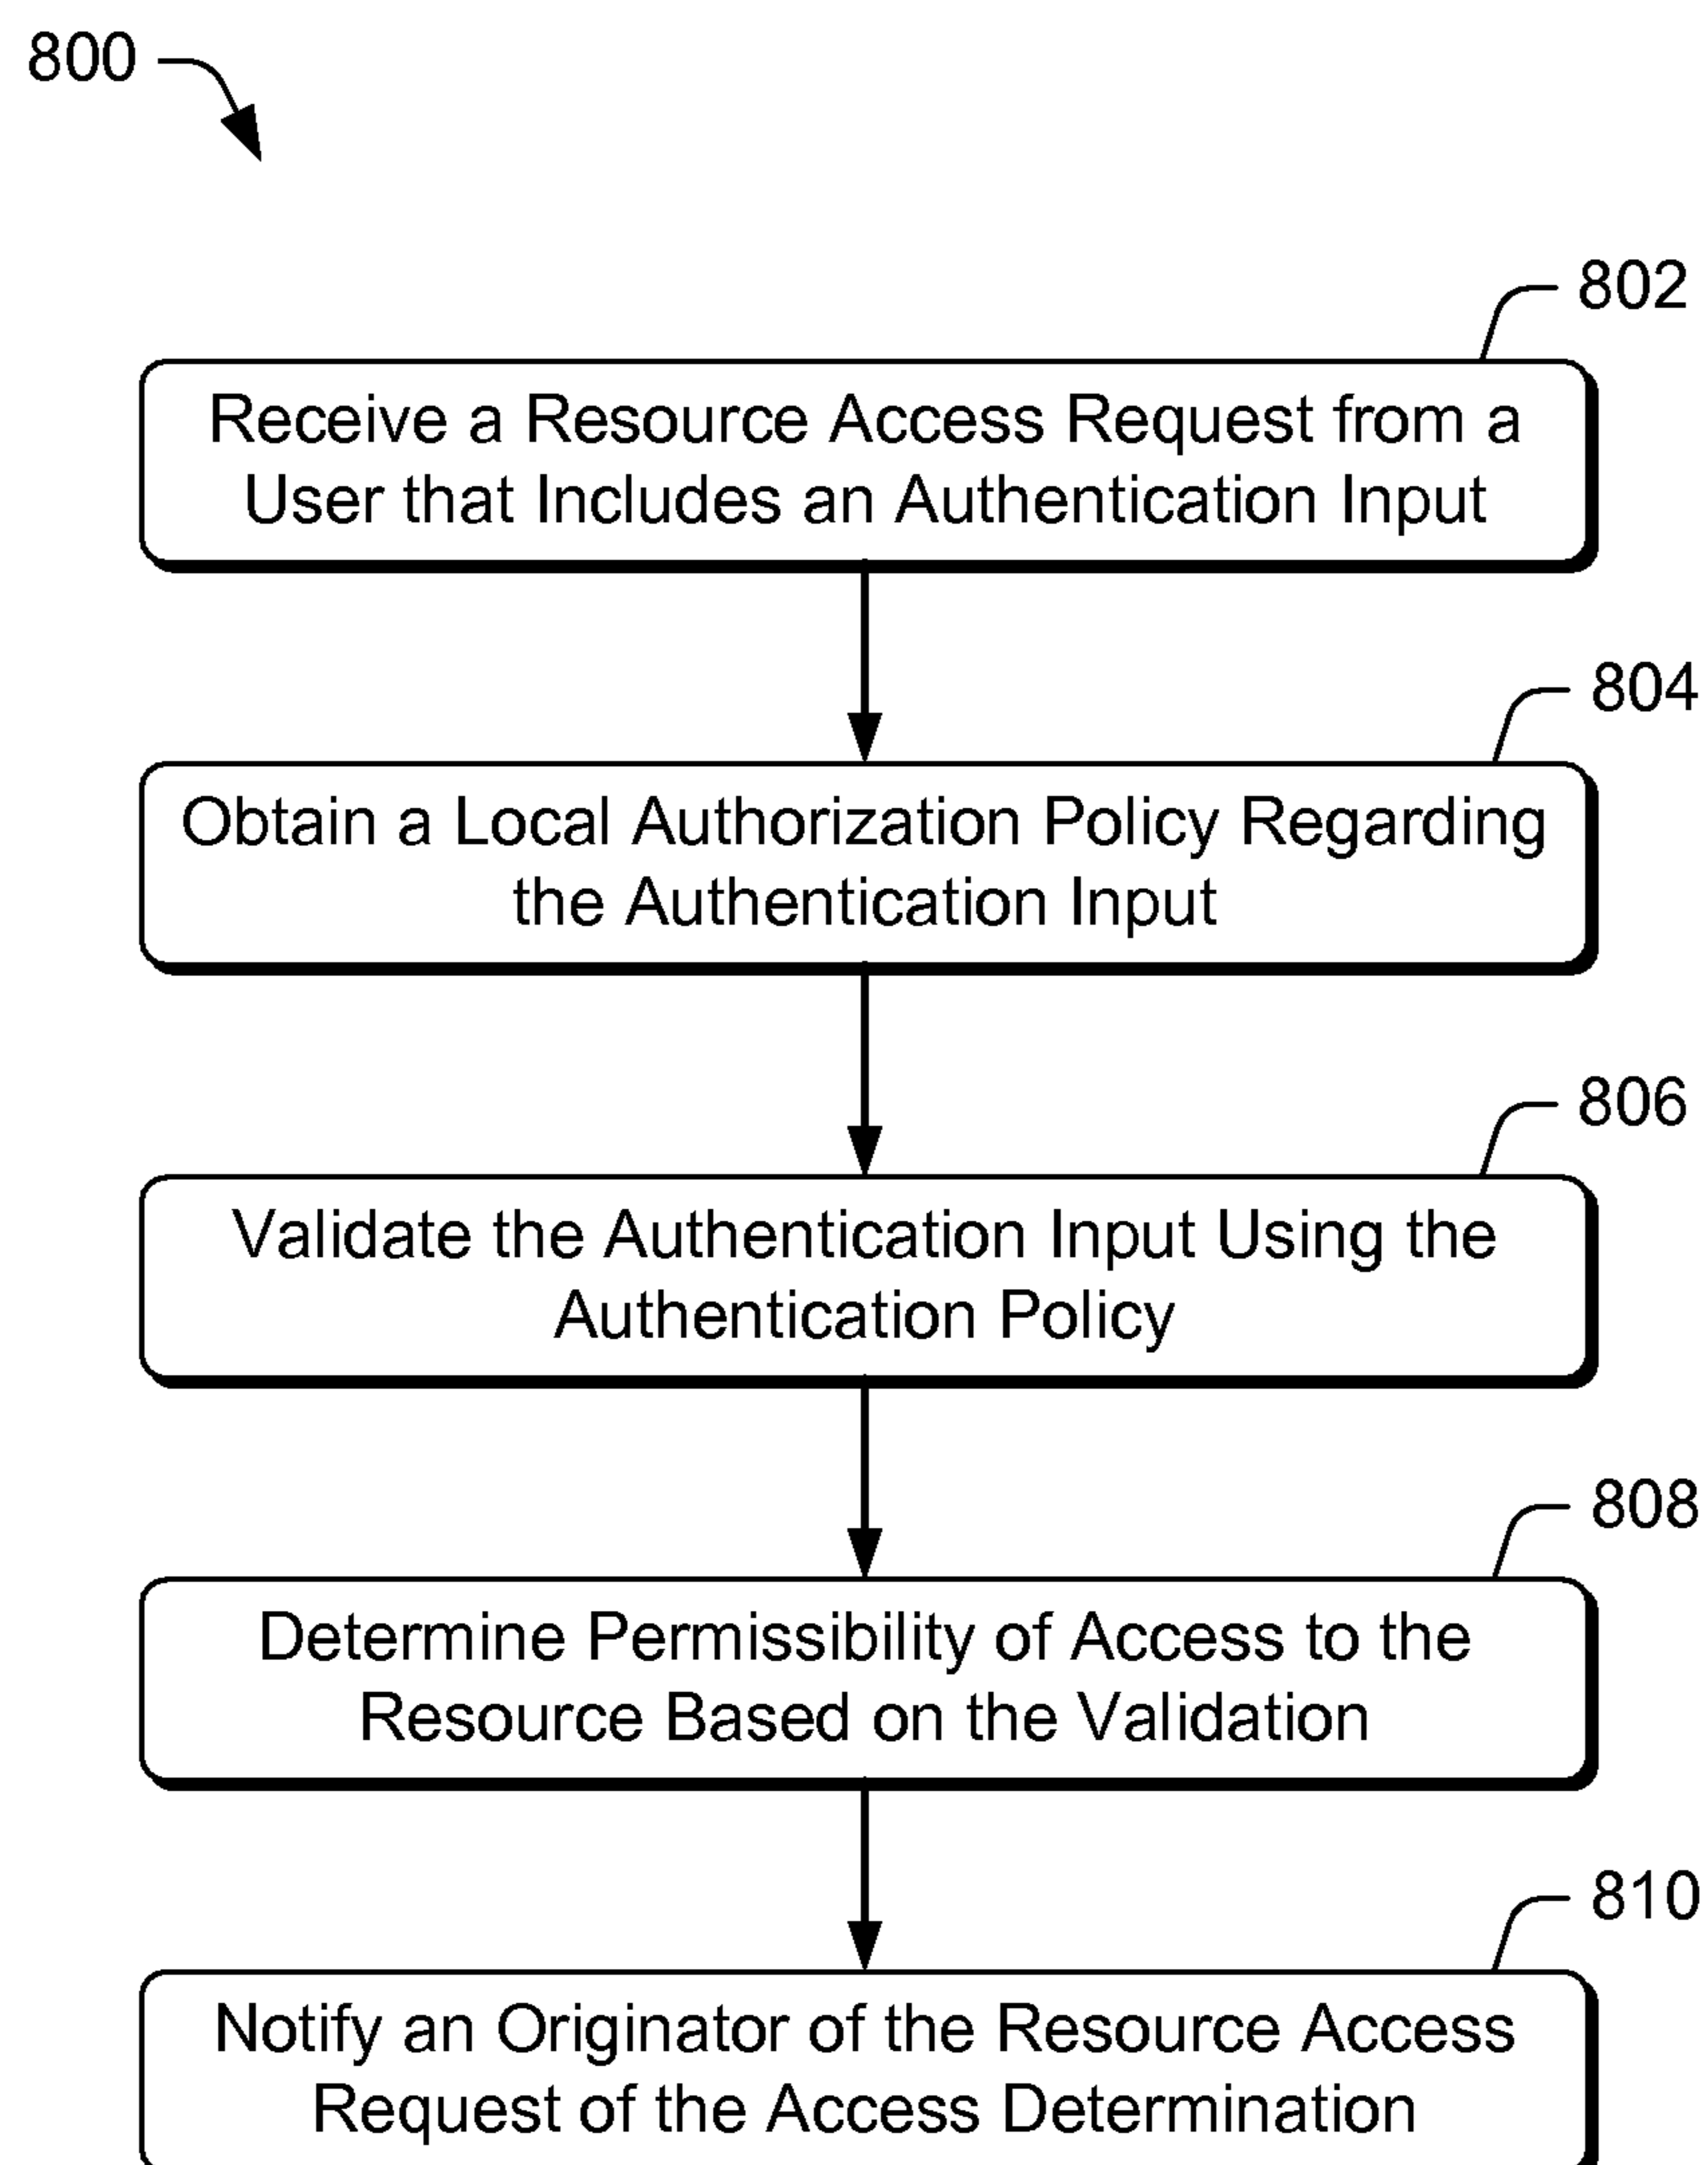 800
802
Receive a Resource Access Request from a
User that Includes an Authentication Input
804
Obtain a Local Authorization Policy Regarding
the Authentication Input
806
Validate the Authentication Input Using the
Authentication Policy
808
Determine Permissibility of Access to the
Resource Based on the Validation
810
Notify an Originator of the Resource Access
Request of the Access Determination